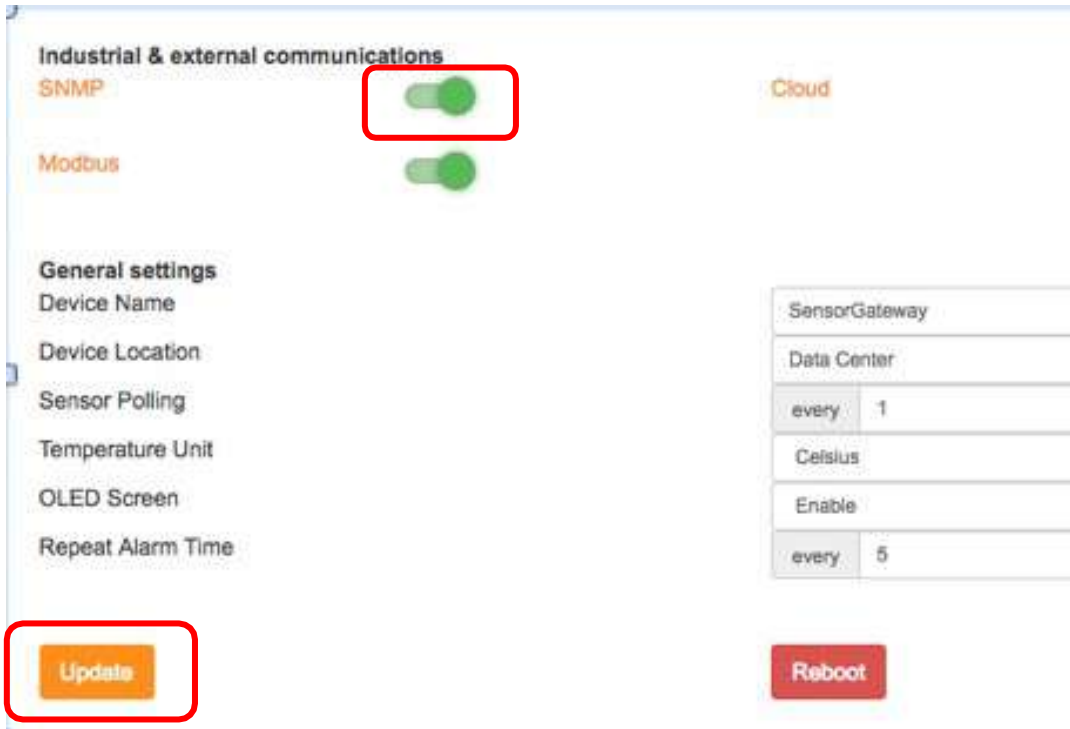 Industrial & external communications
SNMP
Cloud
Modbus
General settings
Device Name
SensorGateway
Device Location
Data Center
Sensor Polling
every 1
Temperature Unit
Celsius
OLED Screen
Enable
Repeat Alarm Time
every 5
Update
Reboot